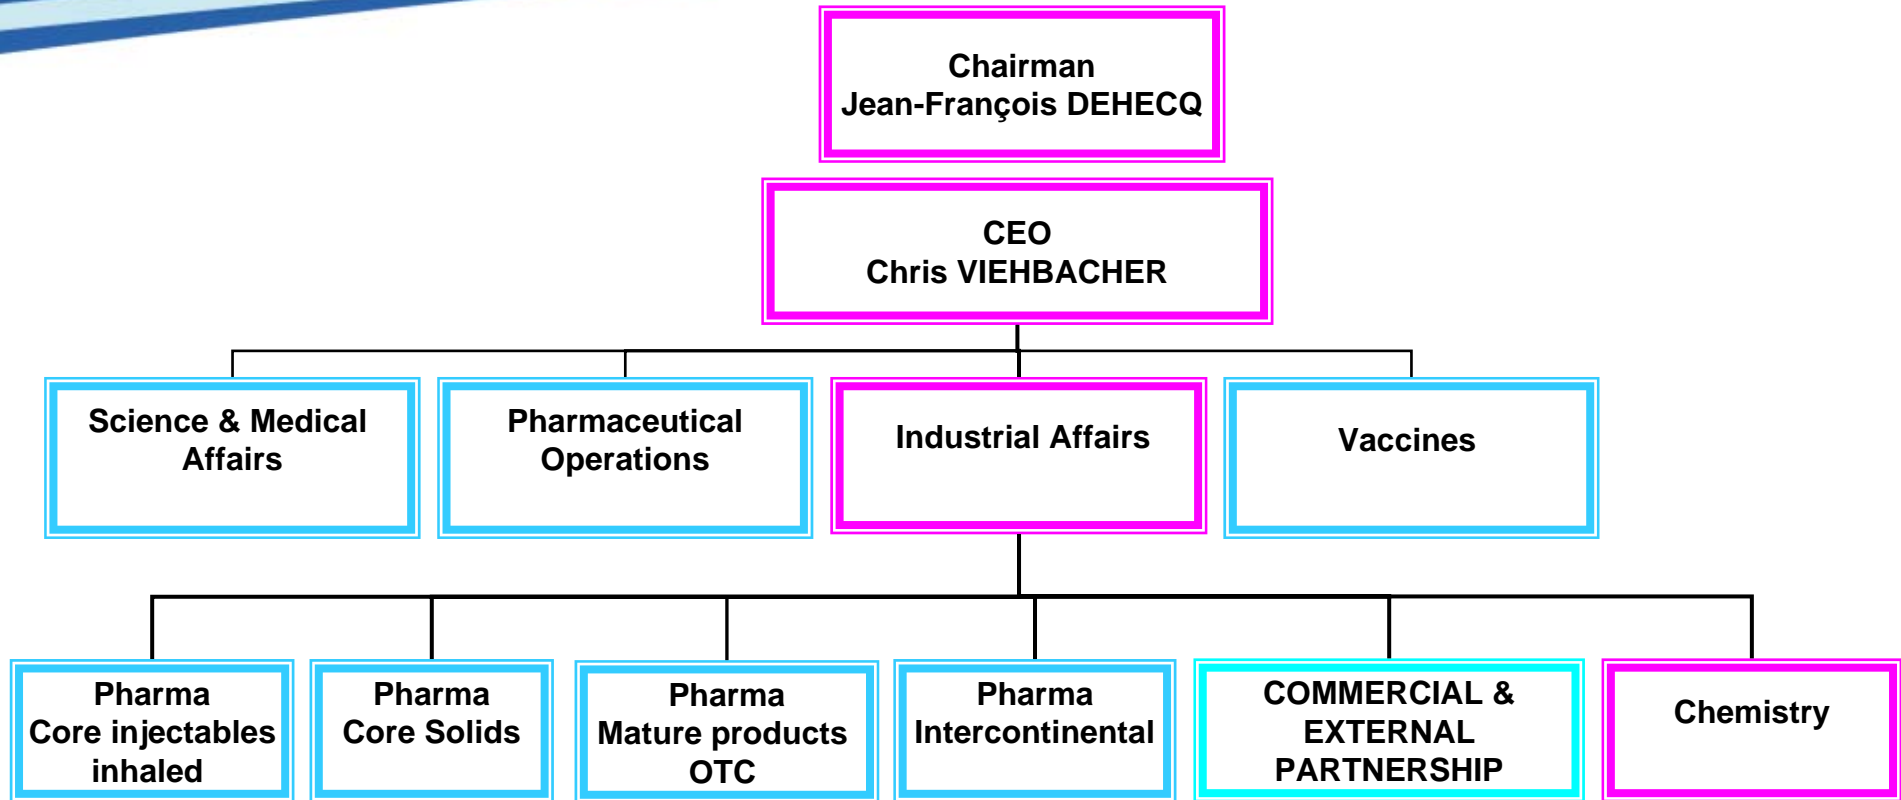 Chairman
Jean-François DEHECQ
CEO
Chris VIEHBACHER
Science & Medical
Affairs
Pharmaceutical
Operations
Industrial Affairs
Vaccines
Pharma
Core injectables
inhaled
Pharma
Core Solids
Pharma
Mature products
OTC
Pharma
Intercontinental
COMMERCIAL &
EXTERNAL
PARTNERSHIP
Chemistry